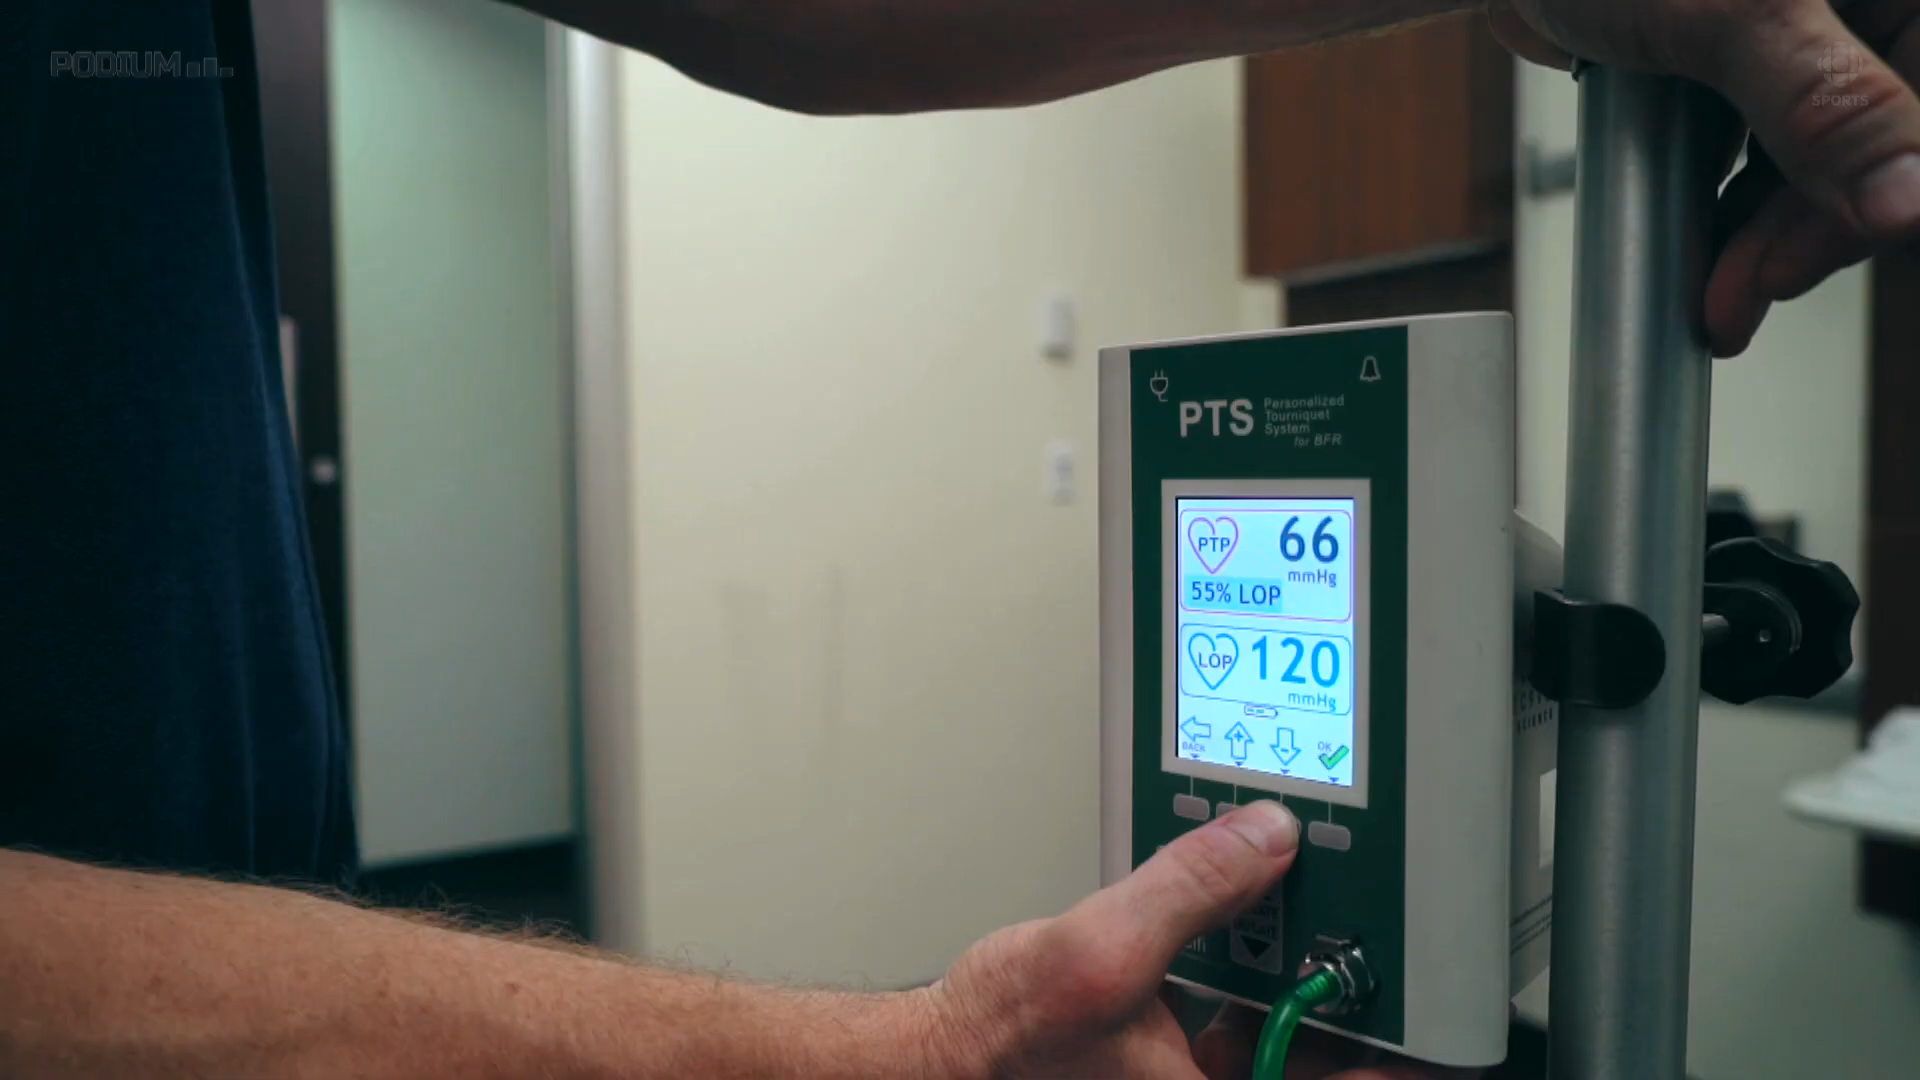 PODIUM
SPORTS
PTS
Personalized
Tourniquet
System
for BFR
PTP
66
mmHg
55% LOP
LOP
120
mmHg
BACK
+
-
OK